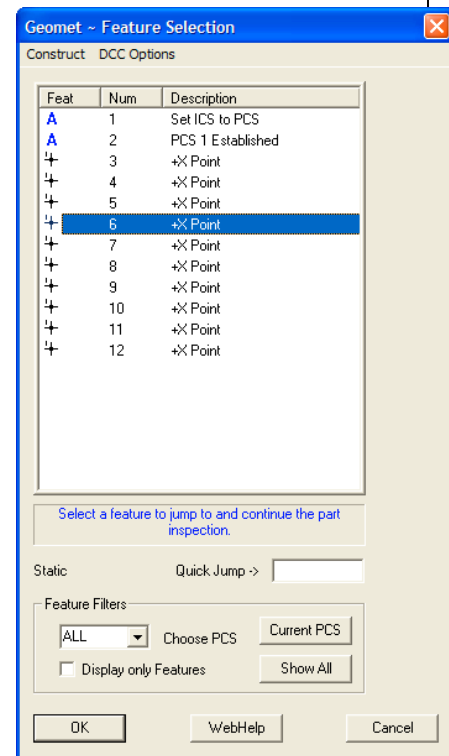 Geomet ~ Feature Selection
Construct DCC Options
Feat Num Description
A 1 Set ICS to PCS
A 2 PCS 1 Established
3 +X Point
4 +X Point
5 +X Point
6 +X Point
7 +X Point
8 +X Point
9 +X Point
10 +X Point
11 +X Point
12 +X Point
Select a feature to jump to and continue the part
inspection.
Static Quick Jump ->
Feature Filters
ALL Choose PCS Current PCS
Display only Features Show All
OK WebHelp Cancel